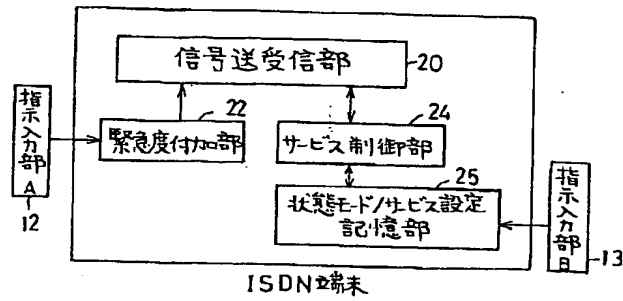 信号送受信部
20
22
24
指示入力部A
緊急度付加部
サービス制御部
25
12
状態モード/サービス設定
記憶部
指示入力部B
13
ISDN端末